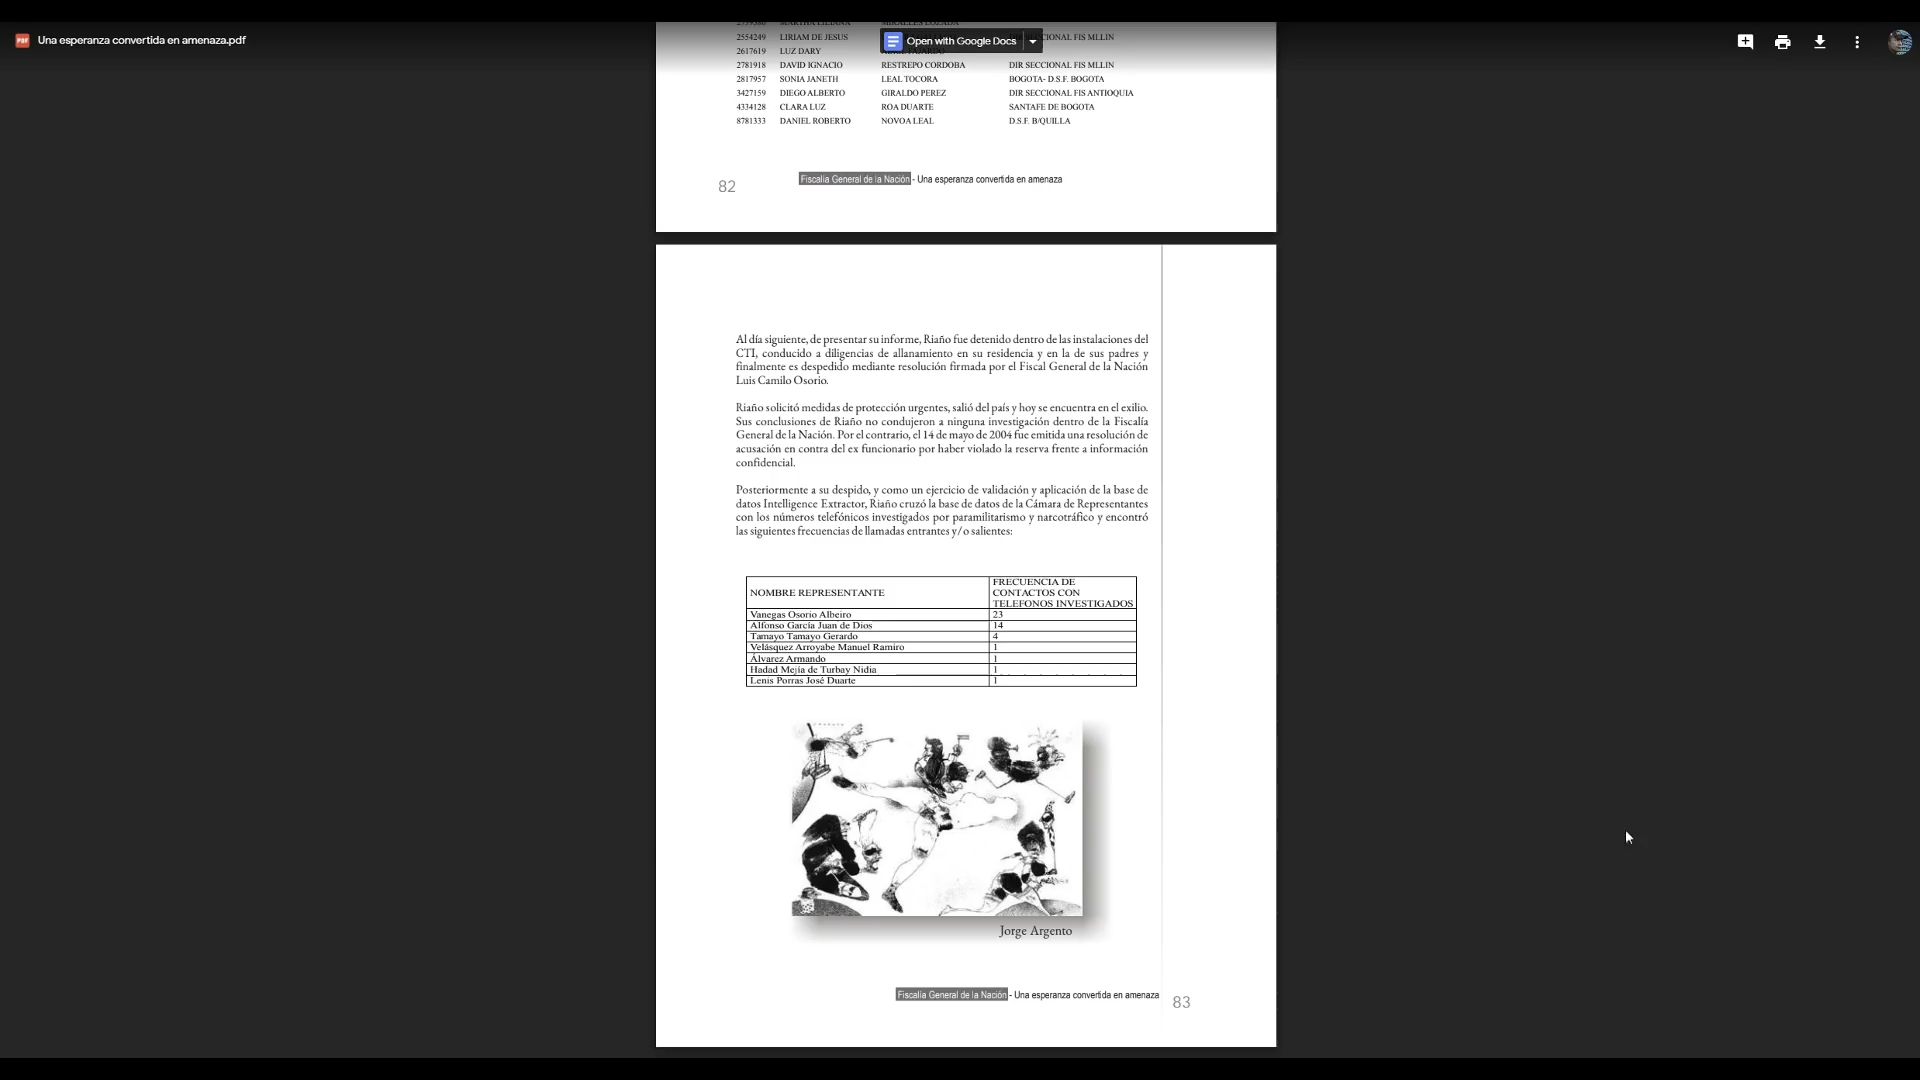 Una esperanza convertida en amenaza.pdf
Open with Google Docs
2554249 LIRIAM DE JESUS CIONAL FIS MLLIN
2617619 LUZ DARY
2781918 DAVID IGNACIO RESTREPO CORDOBA DIR SECCIONAL FIS MLLIN
2817957 SONIA JANETH LEAL TOCORA BOGOTA- D.S.F. BOGOTA
3427159 DIEGO ALBERTO GIRALDO PEREZ DIR SECCIONAL FIS ANTIOQUIA
4334128 CLARA LUZ ROA DUARTE SANTAFE DE BOGOTA
8781333 DANIEL ROBERTO NOVOA LEAL D.S.F. B/QUILLA
82 Fiscalía General de la Nación - Una esperanza convertida en amenaza
Al día siguiente, de presentar su informe, Riaño fue detenido dentro de las instalaciones del
CTI, conducido a diligencias de allanamiento en su residencia y en la de sus padres y
finalmente es despedido mediante resolución firmada por el Fiscal General de la Nación
Luis Camilo Osorio.
Riaño solicitó medidas de protección urgentes, salió del país y hoy se encuentra en el exilio.
Sus conclusiones de Riaño no condujeron a ninguna investigación dentro de la Fiscalía
General de la Nación. Por el contrario, el 14 de mayo de 2004 fue emitida una resolución de
acusación en contra del ex funcionario por haber violado la reserva frente a información
confidencial.
Posteriormente a su despido, y como un ejercicio de validación y aplicación de la base de
datos Intelligence Extractor, Riaño cruzó la base de datos de la Cámara de Representantes
con los números telefónicos investigados por paramilitarismo y narcotráfico y encontró
las siguientes frecuencias de llamadas entrantes y/o salientes:
NOMBRE REPRESENTANTE
FRECUENCIA DE
CONTACTOS CON
TELEFONOS INVESTIGADOS
Vanegas Osorio Albeiro 23
Alfonso García Juan de Dios 14
Tamayo Tamayo Gerardo 4
Velásquez Arroyabe Manuel Ramiro 1
Álvarez Armando 1
Hadad Mejía de Turbay Nidia 1
Lenis Porras José Duarte 1
Jorge Argento
Fiscalía General de la Nación - Una esperanza convertida en amenaza 83